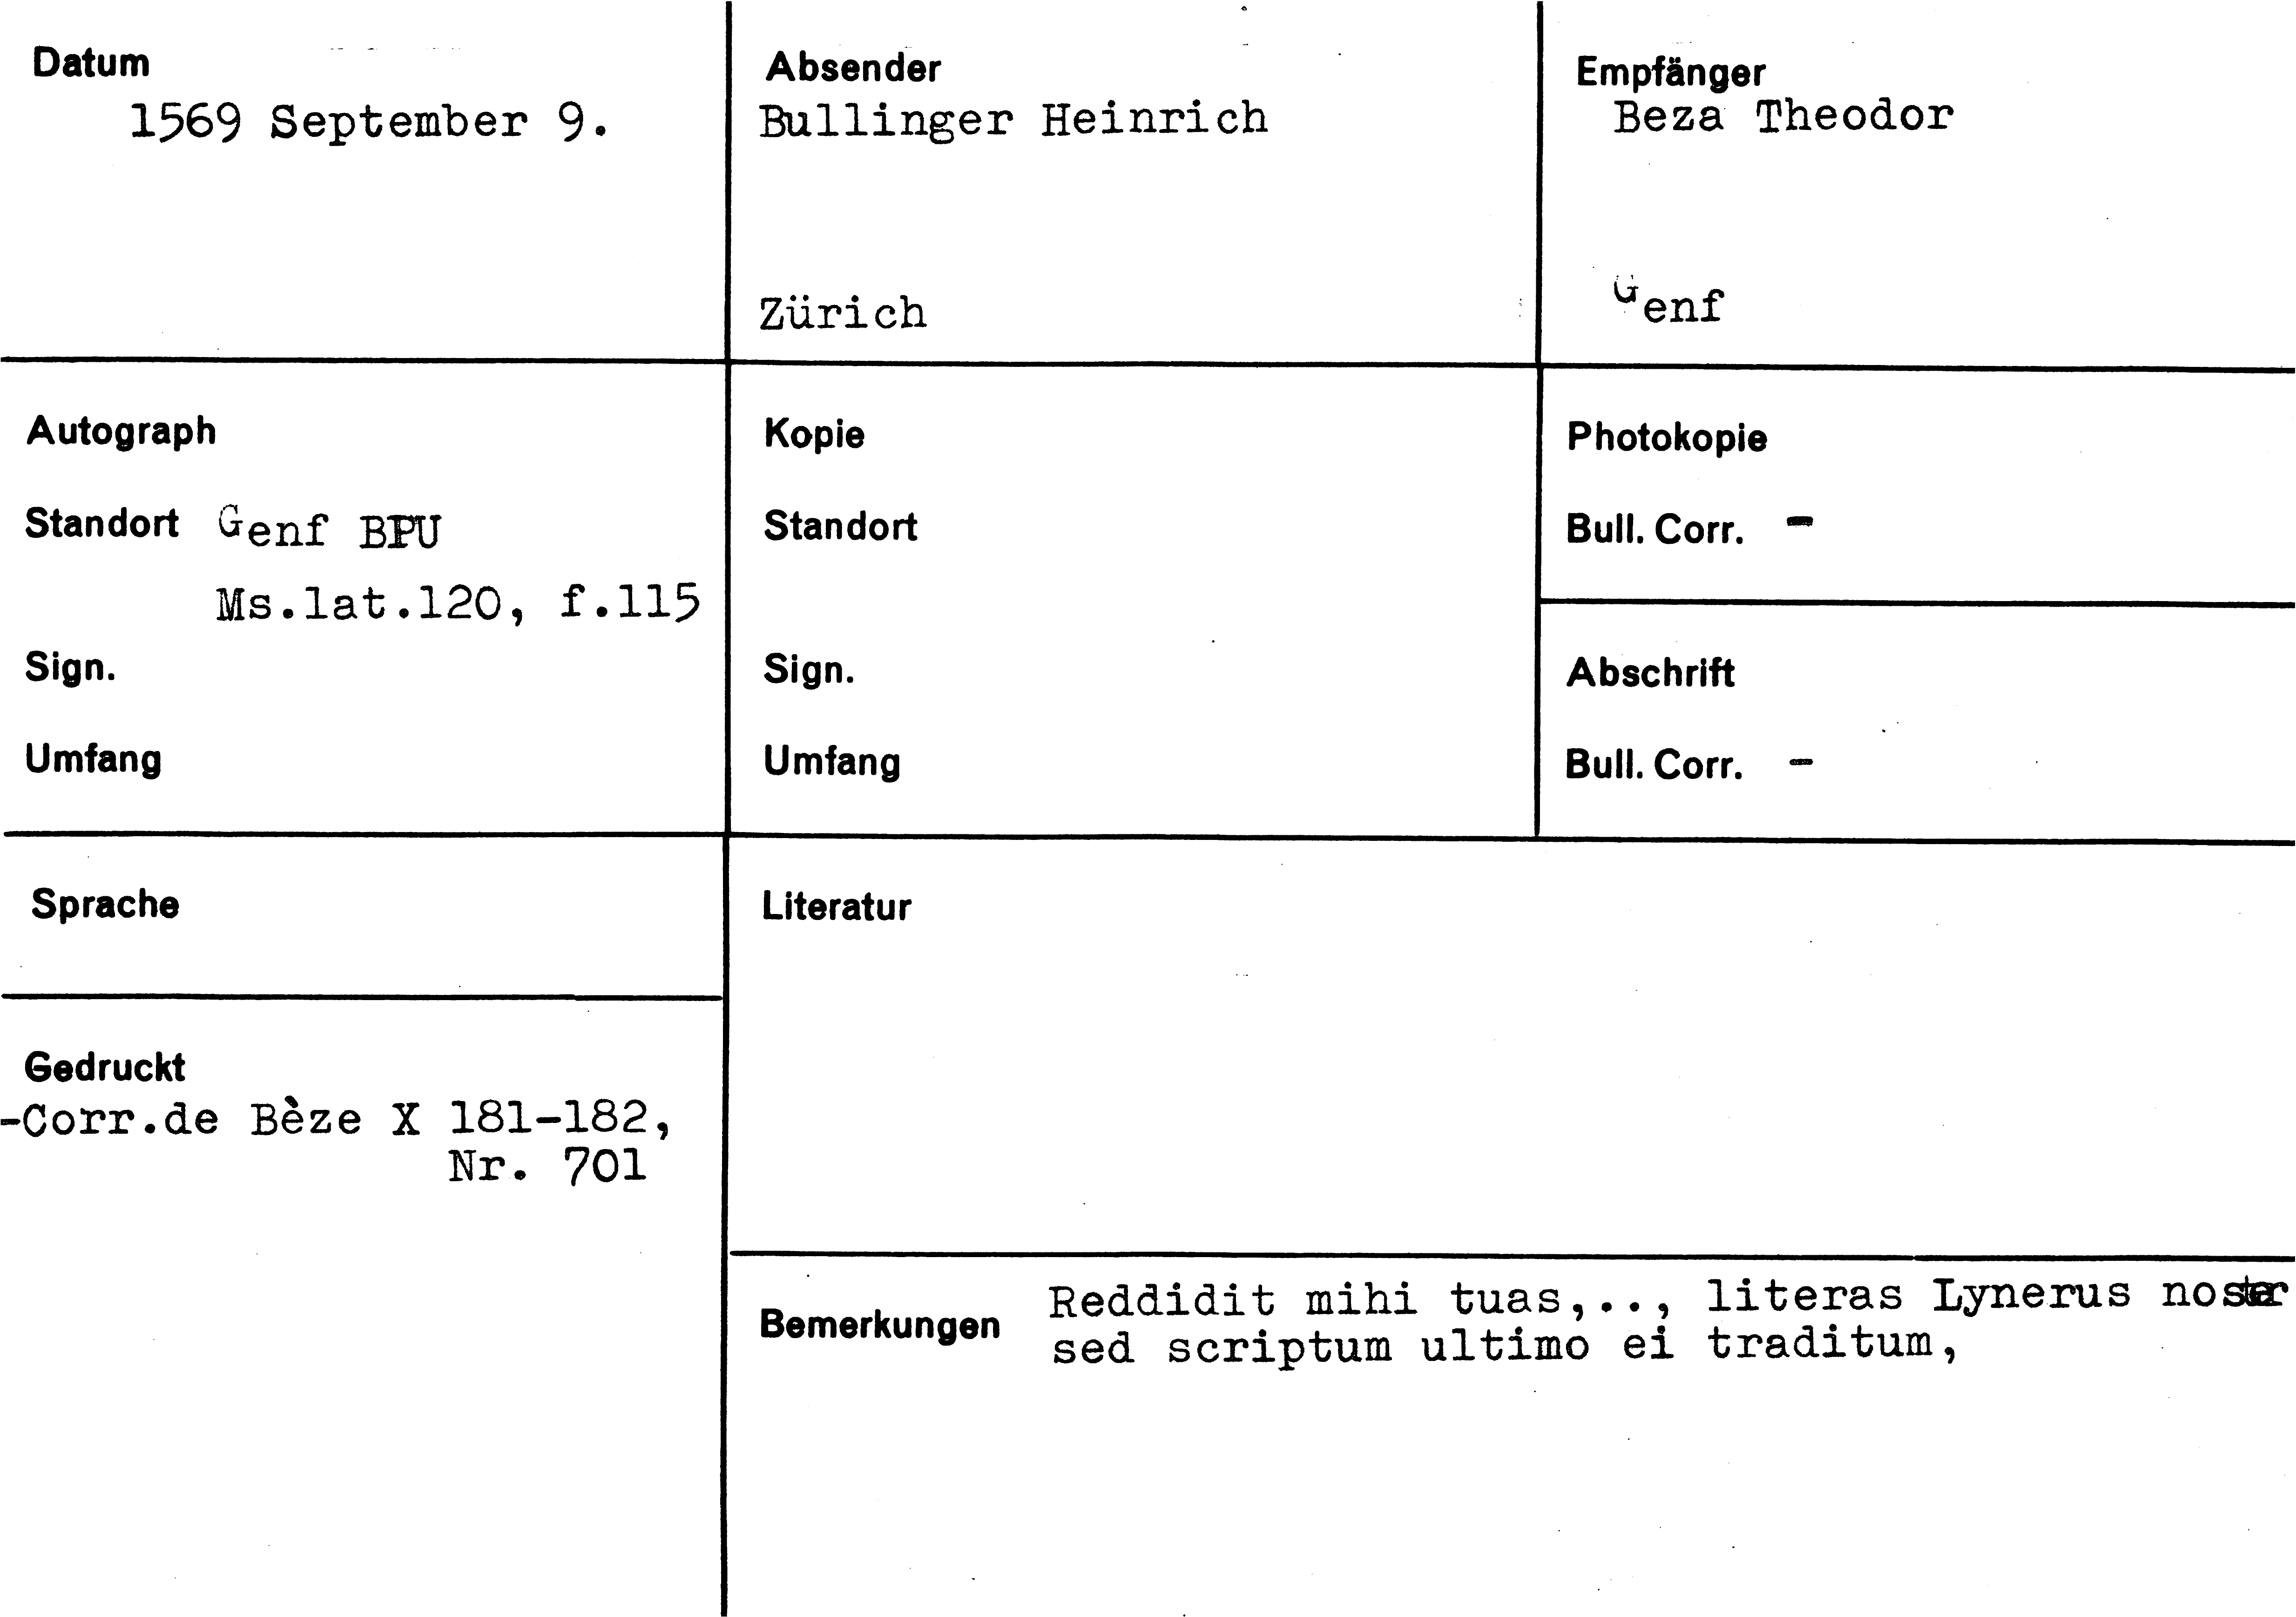 Datum
1569 September 9.
Absender
Bullinger Heinrich
Zürich
Empfänger
Beza Theodor
Genf
Autograph
Standort Genf BPU
Ms.lat.120, f.115
Sign.
Umfang
Kopie
Standort
Sign.
Umfang
Photokopie
Bull. Corr. -
Abschrift
Bull. Corr. -
Sprache
Gedruckt
-Corr.de Bèze X 181-182,
Nr. 701
Literatur
Bemerkungen
Reddidit mihi tuas,.., literas Lynerus noster
sed scriptum ultimo ei traditum,